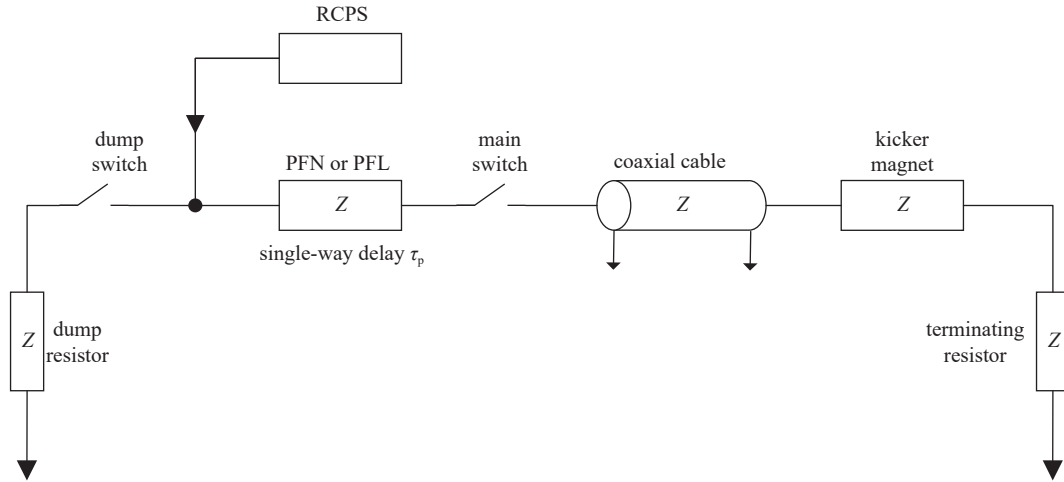 RCPS
dump
switch
main
switch
PFN or PFL
coaxial cable
kicker
magnet
Z
Z
Z
single-way delay τp
Z
dump
resistor
terminating
resistor
Z